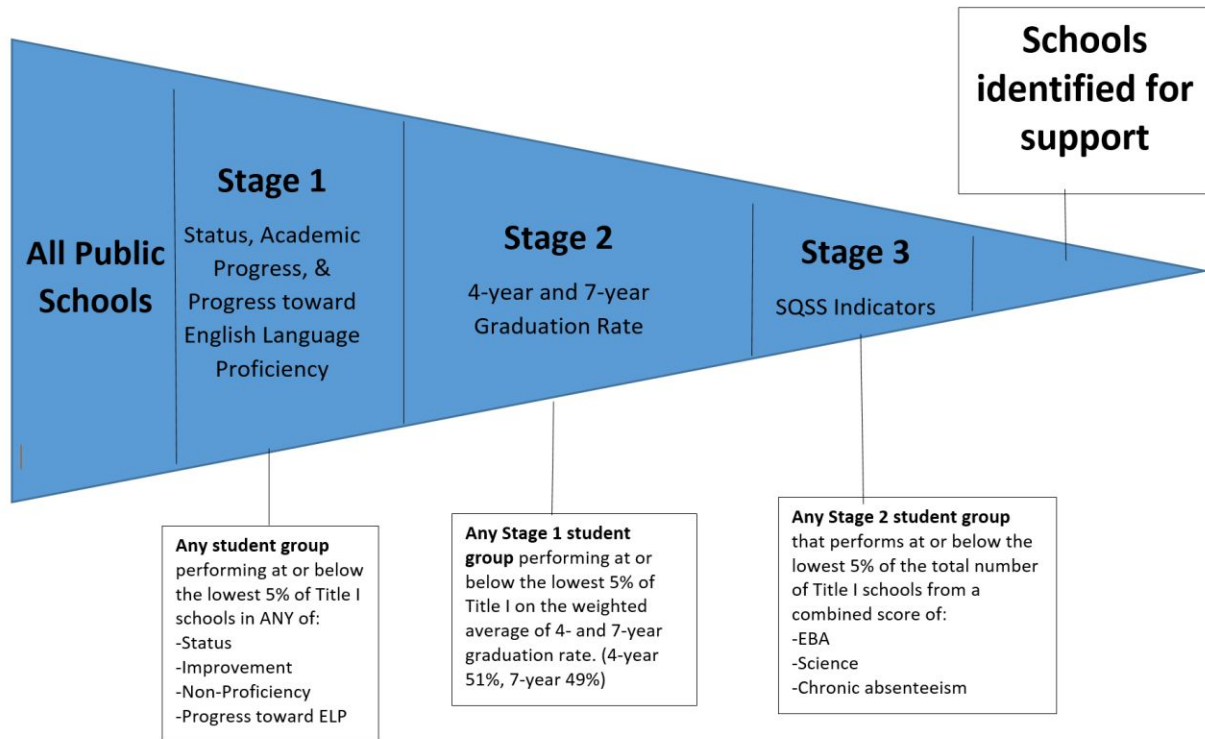 All Public
Schools
Stage 1
Status, Academic
Progress, &
Progress toward
English Language
Proficiency
Stage 2
4-year and 7-year
Graduation Rate
Stage 3
SQSS Indicators
Schools
identified for
support
Any student group
performing at or below
the lowest 5% of Title I
schools in ANY of:
-Status
-Improvement
-Non-Proficiency
-Progress toward ELP
Any Stage 1 student
group performing at or
below the lowest 5% of
Title I on the weighted
average of 4- and 7-year
graduation rate. (4-year
51%, 7-year 49%)
Any Stage 2 student group
that performs at or below the
lowest 5% of the total number
of Title I schools from a
combined score of:
-EBA
-Science
-Chronic absenteeism